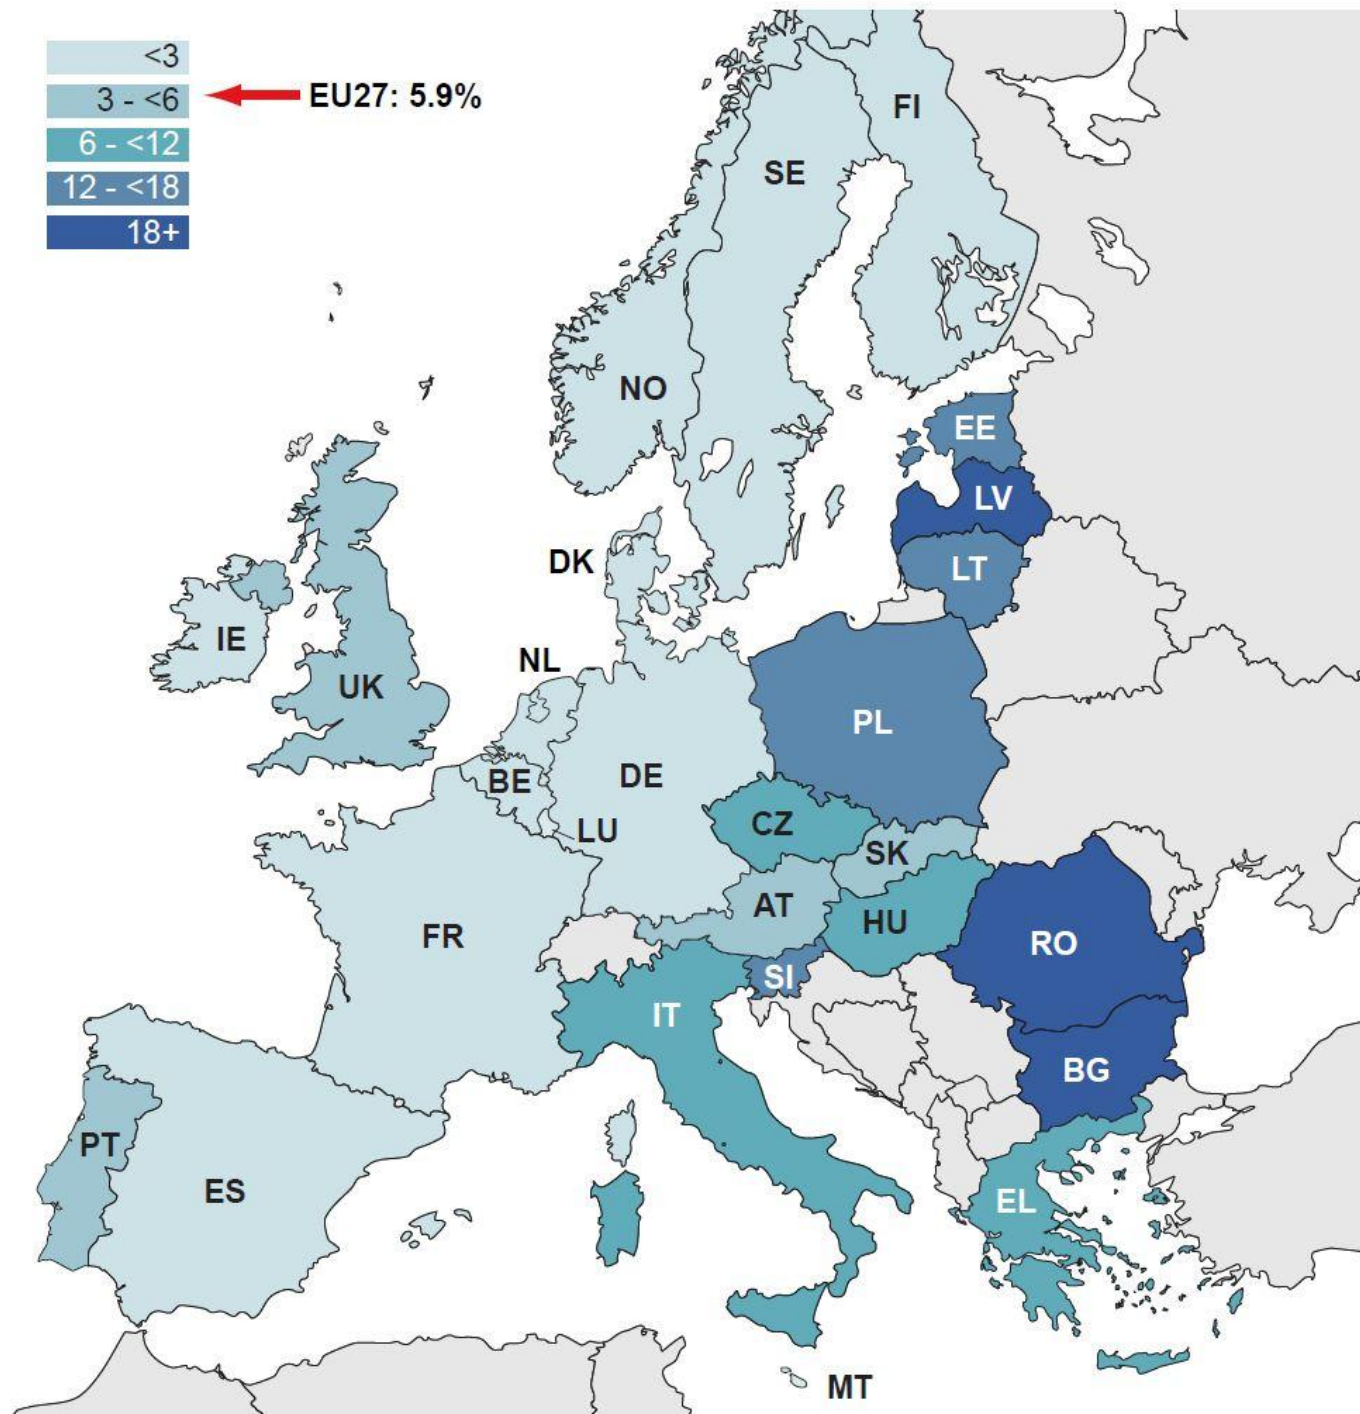 <3
3 - <6
EU27: 5.9%
6 - <12
12 - <18
18+
FI
SE
NO
EE
LV
DK
LT
IE
NL
UK
PL
BE
DE
LU
CZ
SK
AT
HU
FR
RO
SI
IT
BG
PT
ES
EL
MT